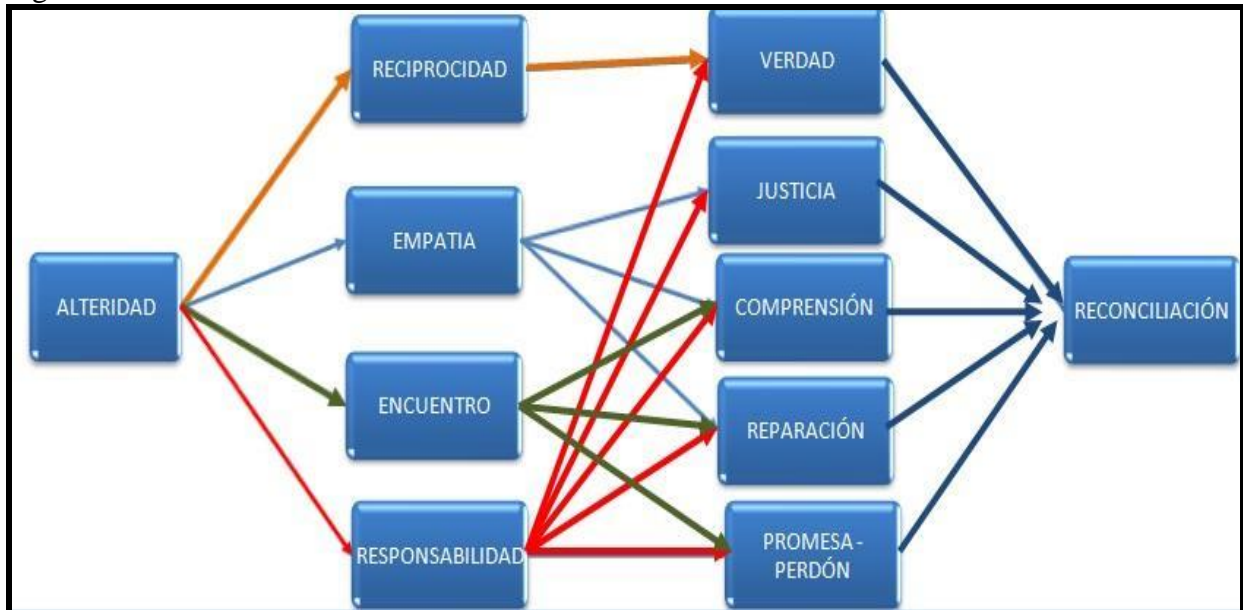 RECIPROCIDAD
VERDAD
JUSTICIA
EMPATIA
ALTERIDAD
COMPRENSIÓN
RECONCILIACIÓN
ENCUENTRO
REPARACIÓN
RESPONSABILIDAD
PROMESA -
PERDÓN